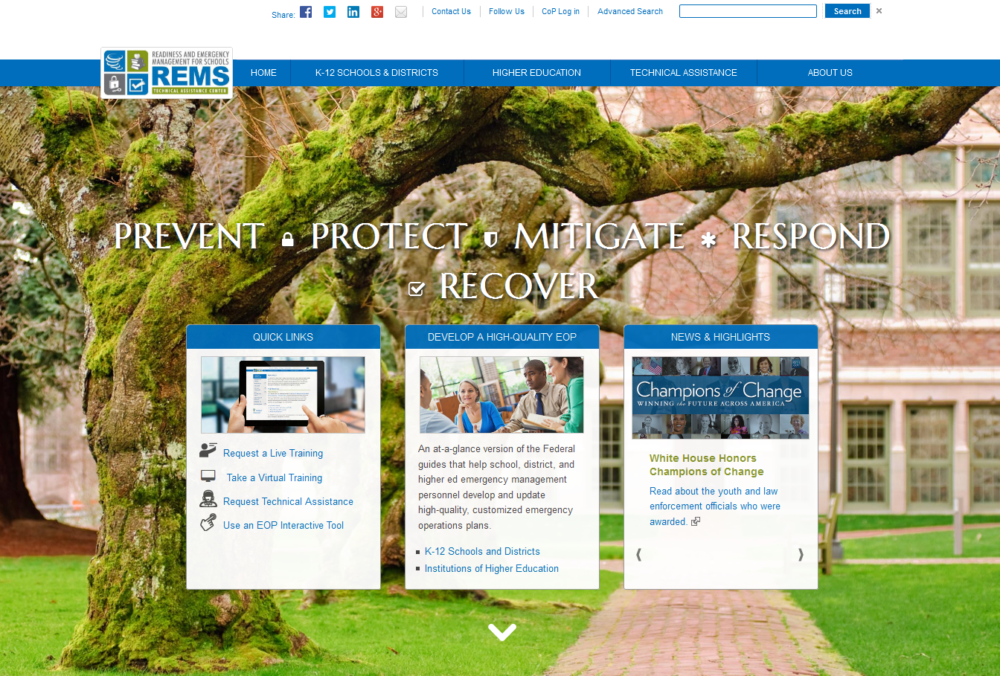 Share:
Contact Us
Follow Us
CoP Log in
Advanced Search
Search
READINESS AND EMERGENCY
MANAGEMENT FOR SCHOOLS
REMS
TECHNICAL ASSISTANCE CENTER
HOME
K-12 SCHOOLS & DISTRICTS
HIGHER EDUCATION
TECHNICAL ASSISTANCE
ABOUT US
PREVENT PROTECT MITIGATE RESPOND
RECOVER
QUICK LINKS
Request a Live Training
Take a Virtual Training
Request Technical Assistance
Use an EOP Interactive Tool
DEVELOP A HIGH-QUALITY EOP
An at-a-glance version of the Federal
guides that help school, district, and
higher ed emergency management
personnel develop and update
high-quality, customized emergency
operations plans.
K-12 Schools and Districts
Institutions of Higher Education
NEWS & HIGHLIGHTS
Champions of Change
WINNING the FUTURE ACROSS AMERICA
White House Honors
Champions of Change
Read about the youth and law
enforcement officials who were
awarded.